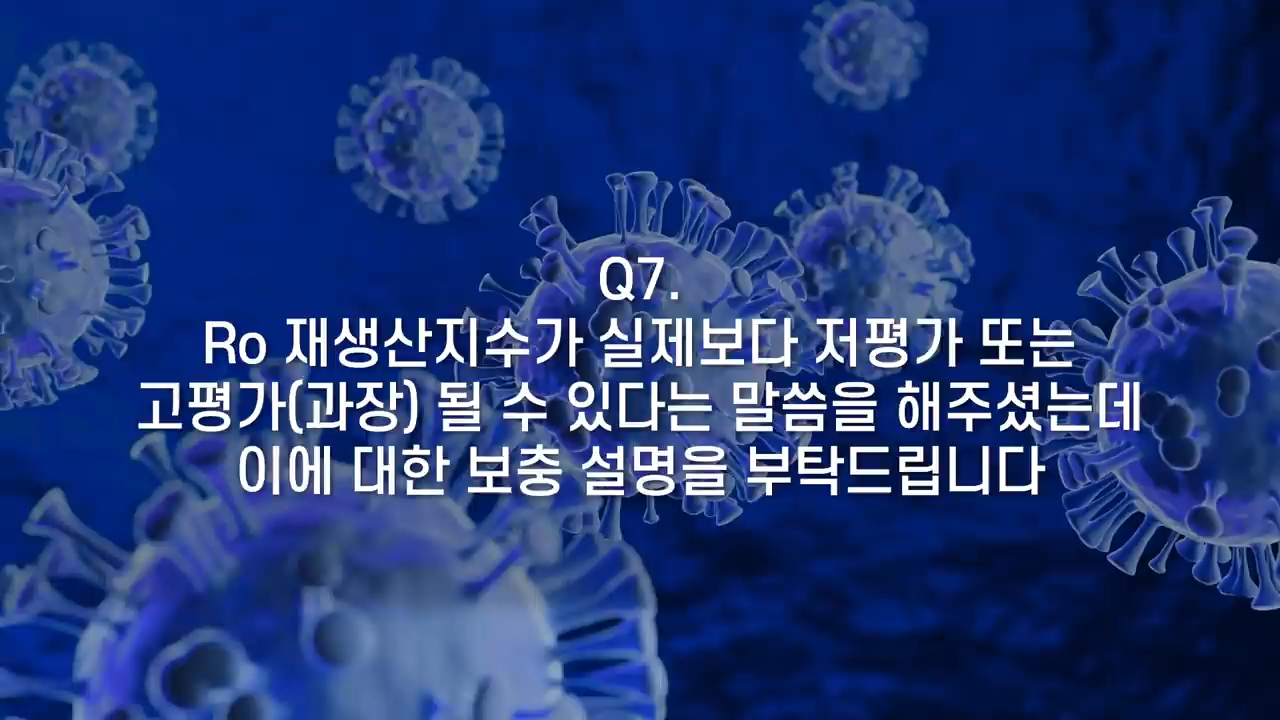 Q7.
Ro 재생산지수가 실제보다 저평가 또는
고평가(과장) 될 수 있다는 말씀을 해주셨는데
이에 대한 보충 설명을 부탁드립니다